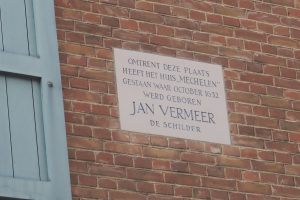 OMTRENT DEZE PLAATS
HEEFT HET HUIS „MECHELEN”
GESTAAN WAAR OCTOBER 1632
WERD GEBOREN
JAN VERMEER
DE SCHILDER